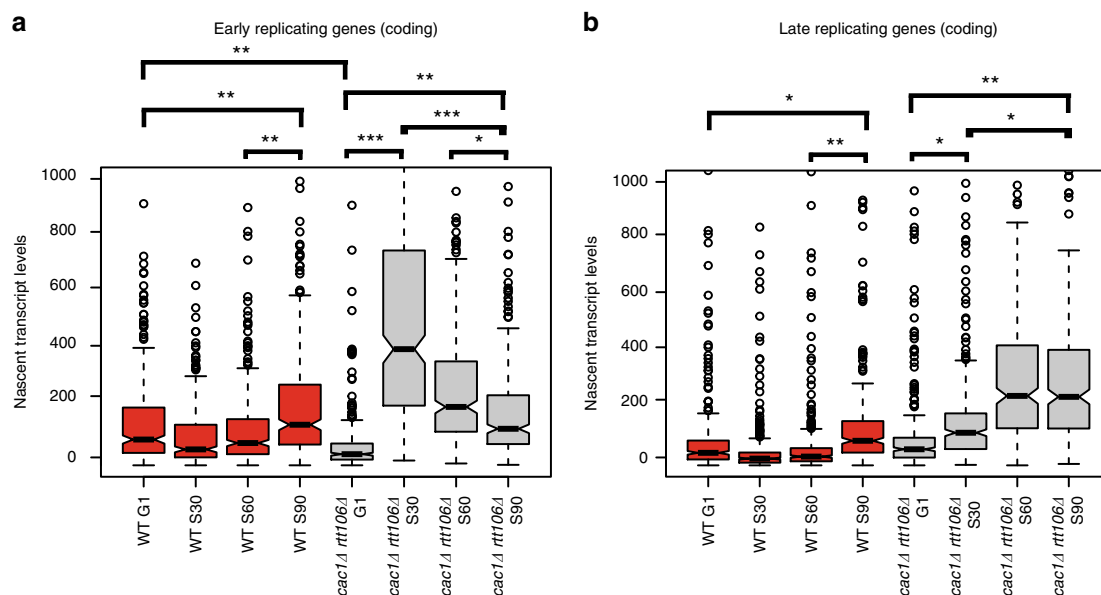 a
Early replicating genes (coding)
**
**
**
**
***
***
*
Nascent transcript levels
1000
800
600
400
200
0
WT G1
WT S30
WT S60
WT S90
cac1Δ rtt106Δ
G1
cac1Δ rtt106Δ
S30
cac1Δ rtt106Δ
S60
cac1Δ rtt106Δ
S90
b
Late replicating genes (coding)
**
*
*
**
*
Nascent transcript levels
1000
800
600
400
200
0
WT G1
WT S30
WT S60
WT S90
cac1Δ rtt106Δ
G1
cac1Δ rtt106Δ
S30
cac1Δ rtt106Δ
S60
cac1Δ rtt106Δ
S90